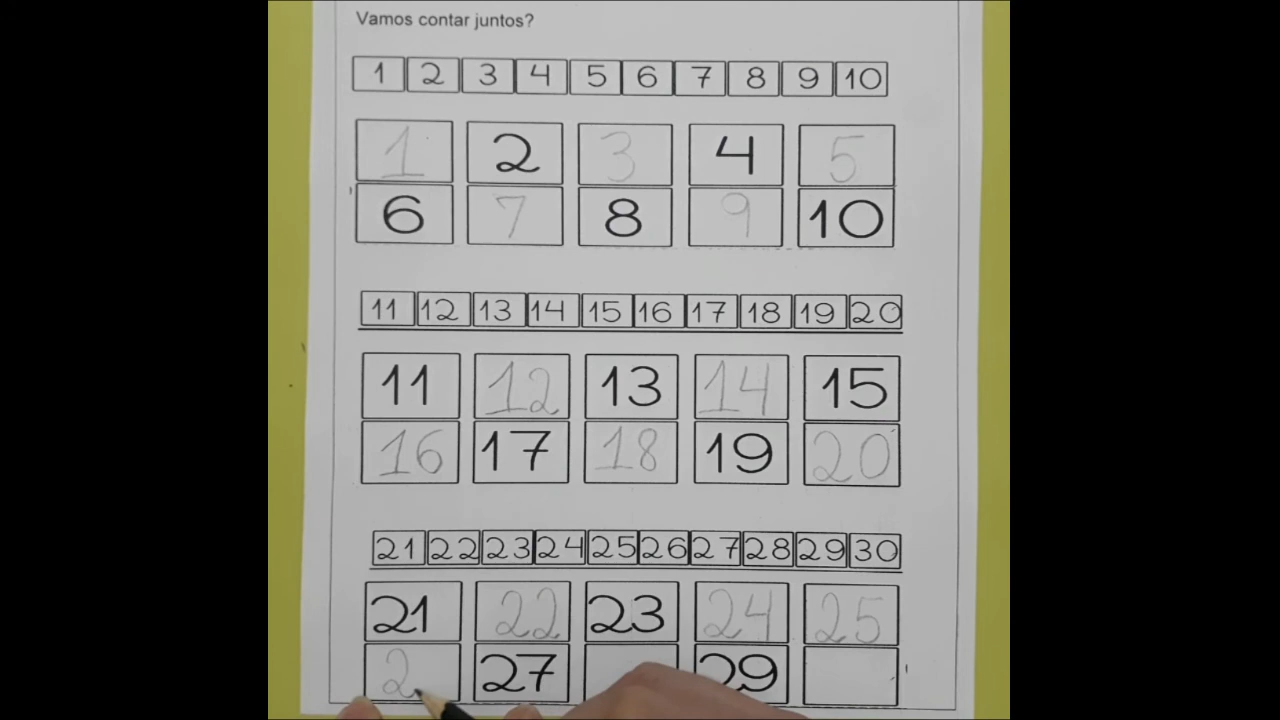 Vamos contar juntos?
1 2 3 4 5 6 7 8 9 10
1 2 3 4 5
6 7 8 9 10
11 12 13 14 15 16 17 18 19 20
11 12 13 14 15
16 17 18 19 20
21 22 23 24 25 26 27 28 29 30
21 22 23 24 25
2 27 29